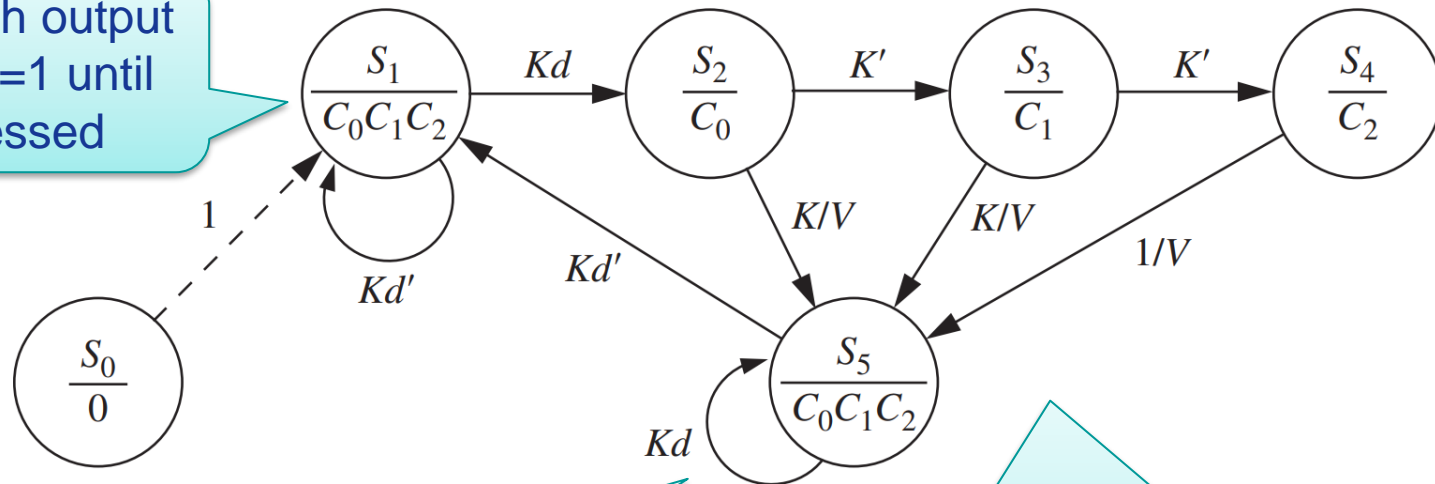 h output
=1 until
essed
S₁
C₀C₁C₂
Kd
S₂
C₀
K′
S₃
C₁
K′
S₄
C₂
1
Kd′
Kd′
K/V
K/V
1/V
S₀
0
S₅
C₀C₁C₂
Kd